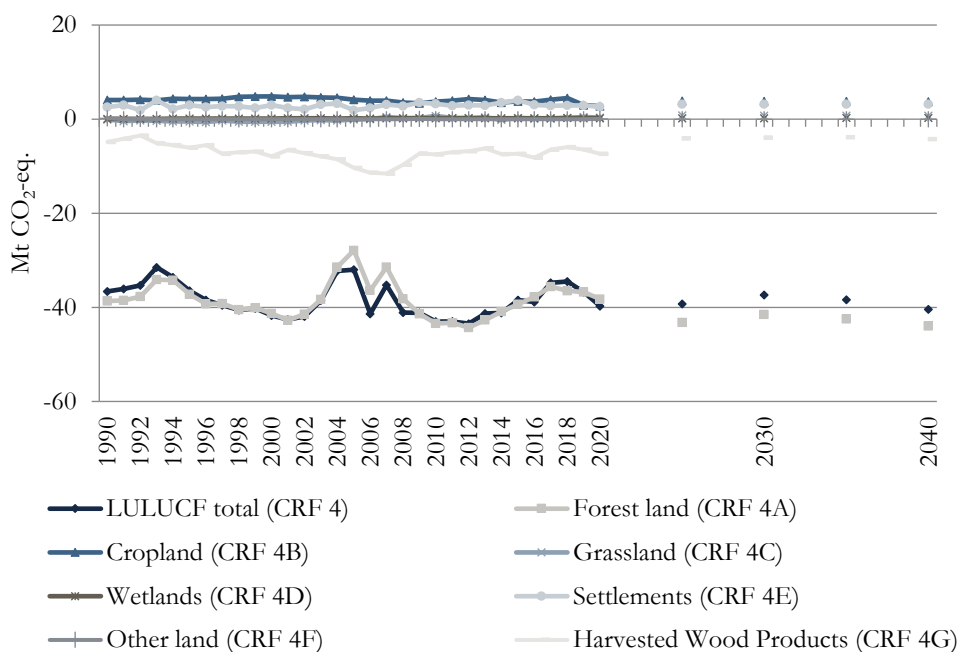 20
0
-20
-40
-60
Mt CO₂-eq.
1990
1992
1994
1996
1998
2000
2002
2004
2006
2008
2010
2012
2014
2016
2018
2020
2030
2040
LULUCF total (CRF 4)
Forest land (CRF 4A)
Cropland (CRF 4B)
Grassland (CRF 4C)
Wetlands (CRF 4D)
Settlements (CRF 4E)
Other land (CRF 4F)
Harvested Wood Products (CRF 4G)